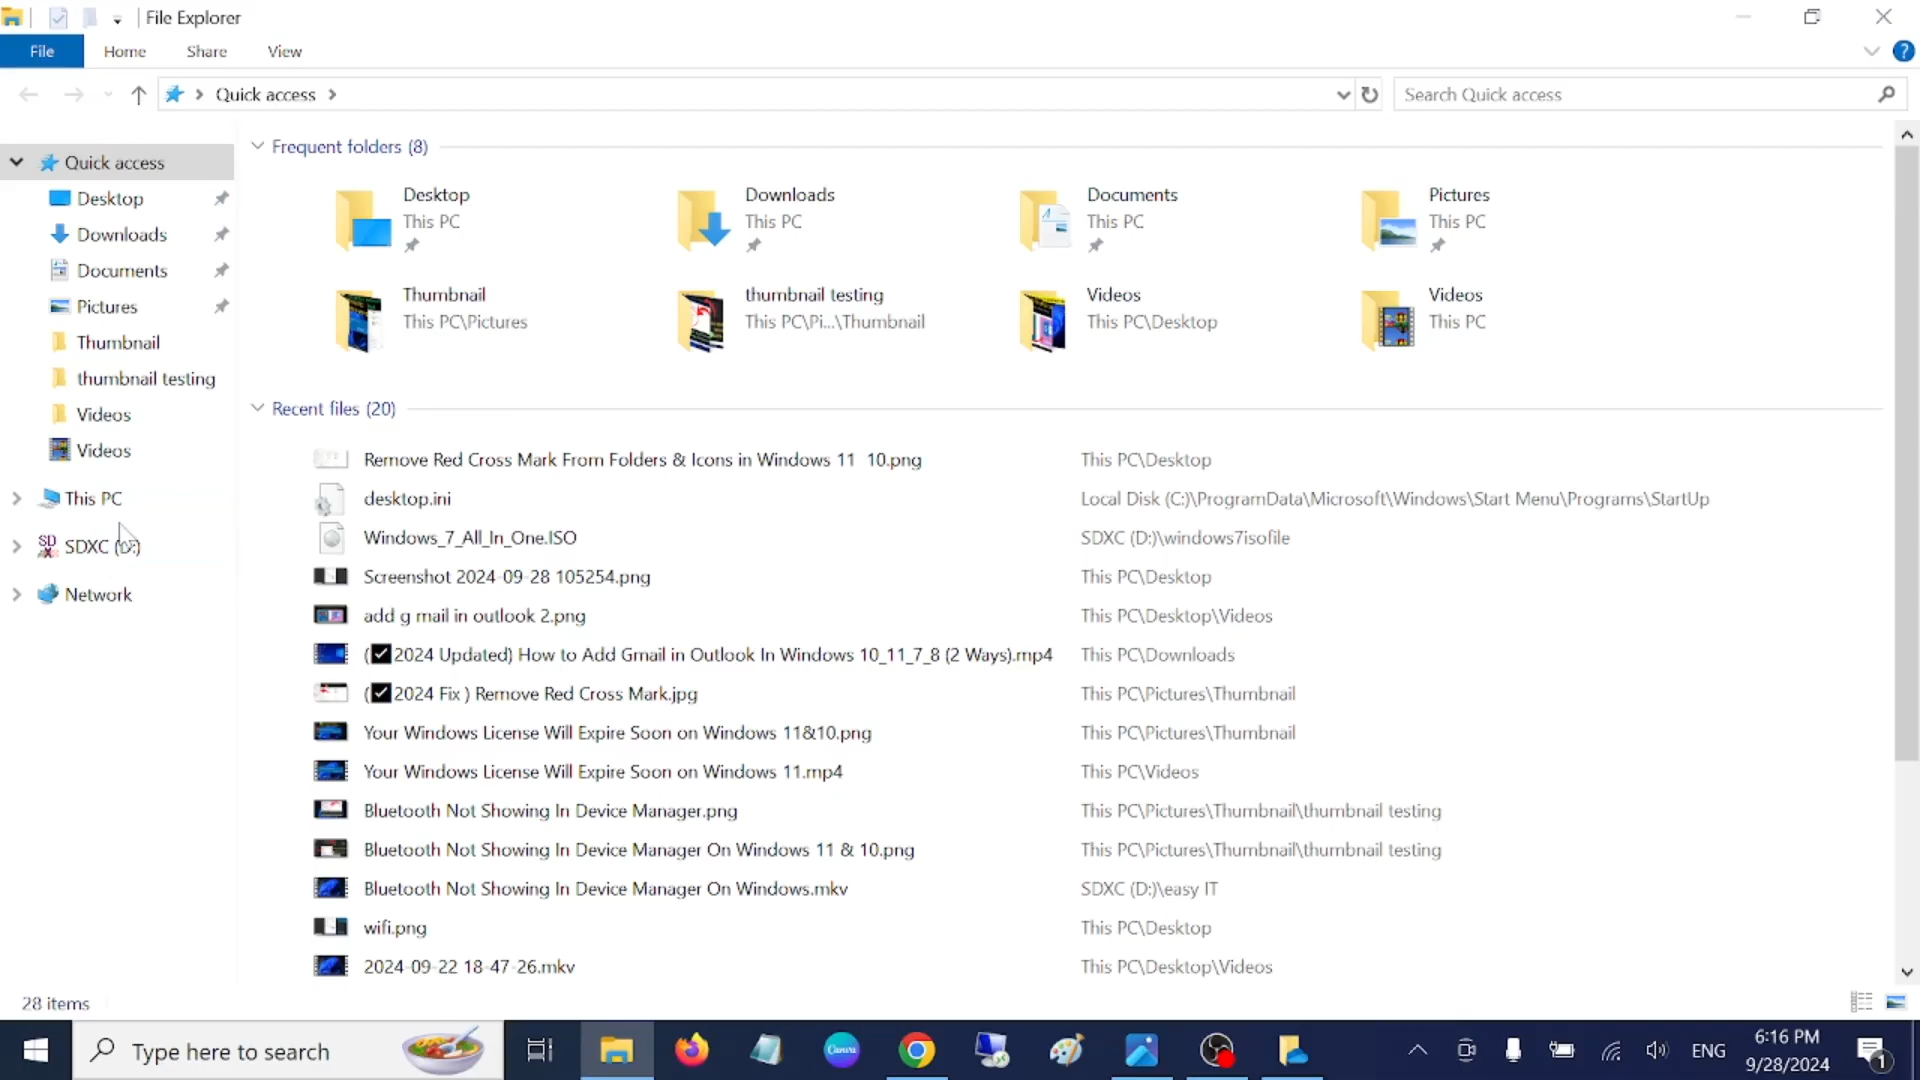 File Explorer
File Home Share View
Quick access
Search Quick access
Quick access
Desktop
Downloads
Documents
Pictures
Thumbnail
thumbnail testing
Videos
Videos
This PC
SDXC (D:)
Network
Frequent folders (8)
Desktop
This PC
Downloads
This PC
Documents
This PC
Pictures
This PC
Thumbnail
This PC\Pictures
thumbnail testing
This PC\Pi...\Thumbnail
Videos
This PC\Desktop
Videos
This PC
Recent files (20)
Remove Red Cross Mark From Folders & Icons in Windows 11  10.png This PC\Desktop
desktop.ini Local Disk (C:)\ProgramData\Microsoft\Windows\Start Menu\Programs\StartUp
Windows_7_All_In_One.ISO SDXC (D:)\windows7isofile
Screenshot 2024-09-28 105254.png This PC\Desktop
add g mail in outlook 2.png This PC\Desktop\Videos
(✅2024 Updated) How to Add Gmail in Outlook In Windows 10_11_7_8 (2 Ways).mp4 This PC\Downloads
(✅2024 Fix ) Remove Red Cross Mark.jpg This PC\Pictures\Thumbnail
Your Windows License Will Expire Soon on Windows 11&10.png This PC\Pictures\Thumbnail
Your Windows License Will Expire Soon on Windows 11.mp4 This PC\Videos
Bluetooth Not Showing In Device Manager.png This PC\Pictures\Thumbnail\thumbnail testing
Bluetooth Not Showing In Device Manager On Windows 11 & 10.png This PC\Pictures\Thumbnail\thumbnail testing
Bluetooth Not Showing In Device Manager On Windows.mkv SDXC (D:)\easy IT
wifi.png This PC\Desktop
2024-09-22 18-47-26.mkv This PC\Desktop\Videos
28 items
Type here to search
Canva
ENG
6:16 PM
9/28/2024
1